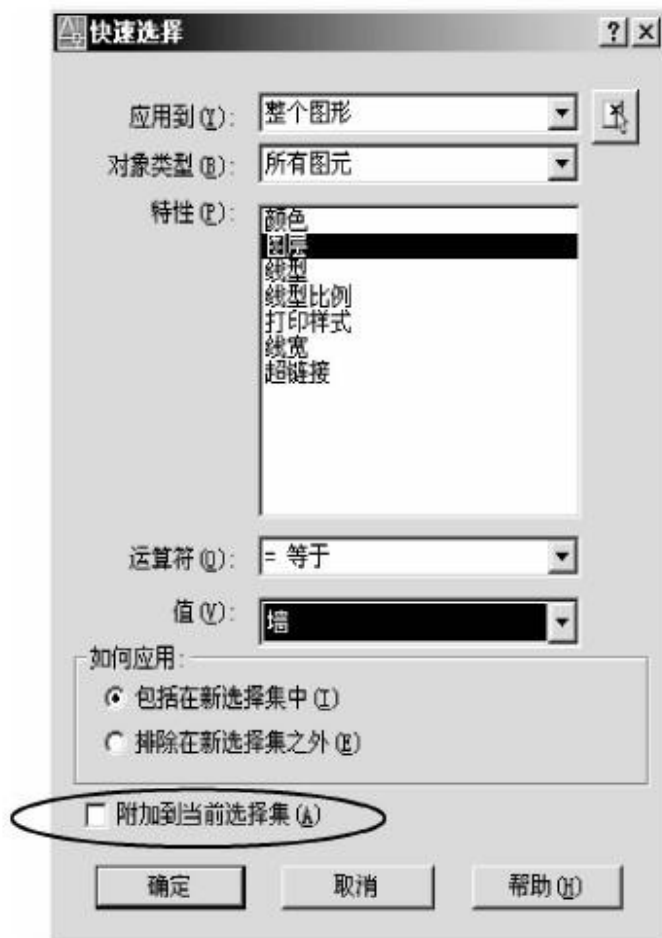 快速选择
应用到(Y): 整个图形
对象类型(B): 所有图元
特性(P):
颜色
图层
线型
线型比例
打印样式
线宽
超链接
运算符(O): = 等于
值(V): 墙
如何应用:
包括在新选择集中(I)
排除在新选择集之外(E)
附加到当前选择集(A)
确定 取消 帮助(H)